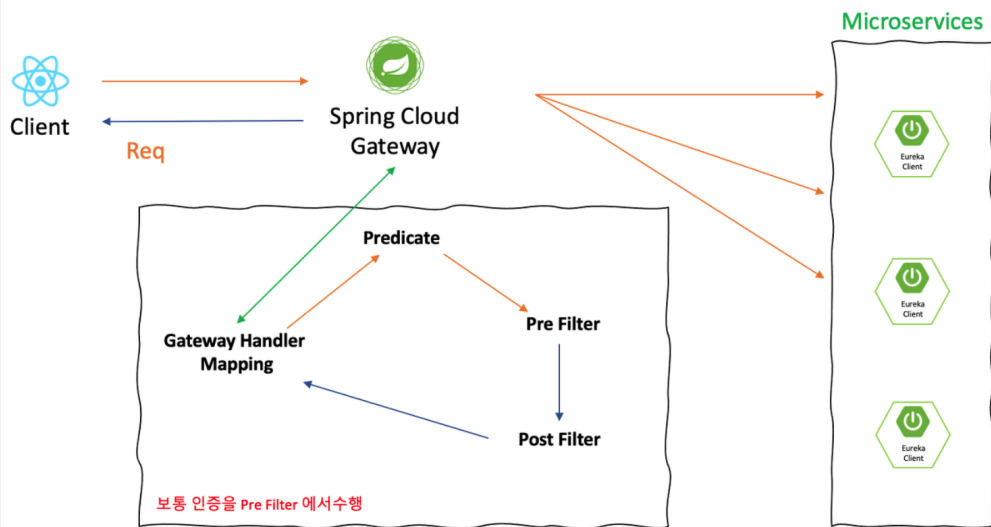 Microservices
Client
Req
Spring Cloud
Gateway
Predicate
Gateway Handler
Mapping
Pre Filter
Post Filter
보통 인증을 Pre Filter 에서수행
Eureka
Client
Eureka
Client
Eureka
Client